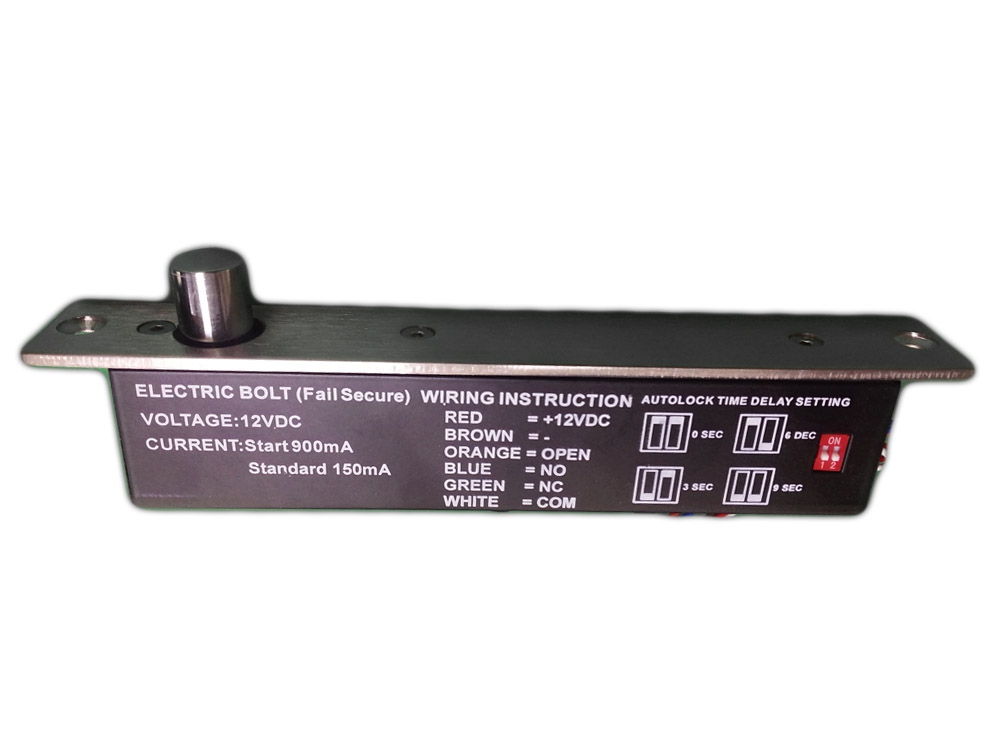 ELECTRIC BOLT (Fail Secure)
VOLTAGE:12VDC
CURRENT:Start 900mA
Standard 150mA
WIRING INSTRUCTION
RED = +12VDC
BROWN = -
ORANGE = OPEN
BLUE = NO
GREEN = NC
WHITE = COM
AUTOLOCK TIME DELAY SETTING
0 SEC
6 DEC
3 SEC
9 SEC
ON
1 2